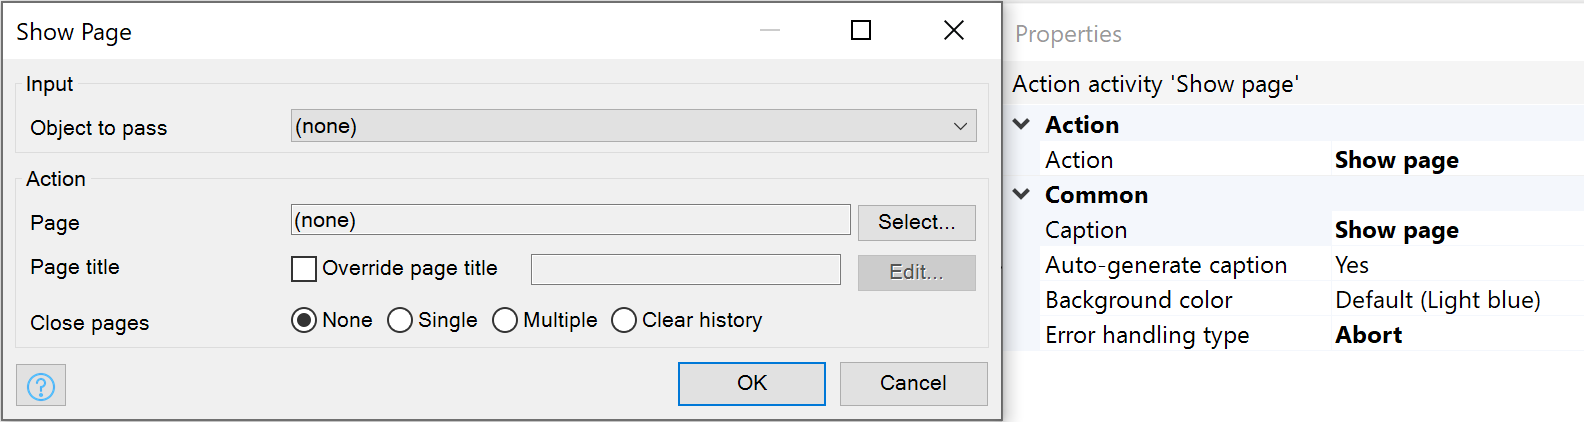 Show Page
Input
Object to pass (none)
Action
Page (none) Select...
Page title Override page title Edit...
Close pages None Single Multiple Clear history
? OK Cancel
Properties
Action activity 'Show page'
Action
Action Show page
Common
Caption Show page
Auto-generate caption Yes
Background color Default (Light blue)
Error handling type Abort